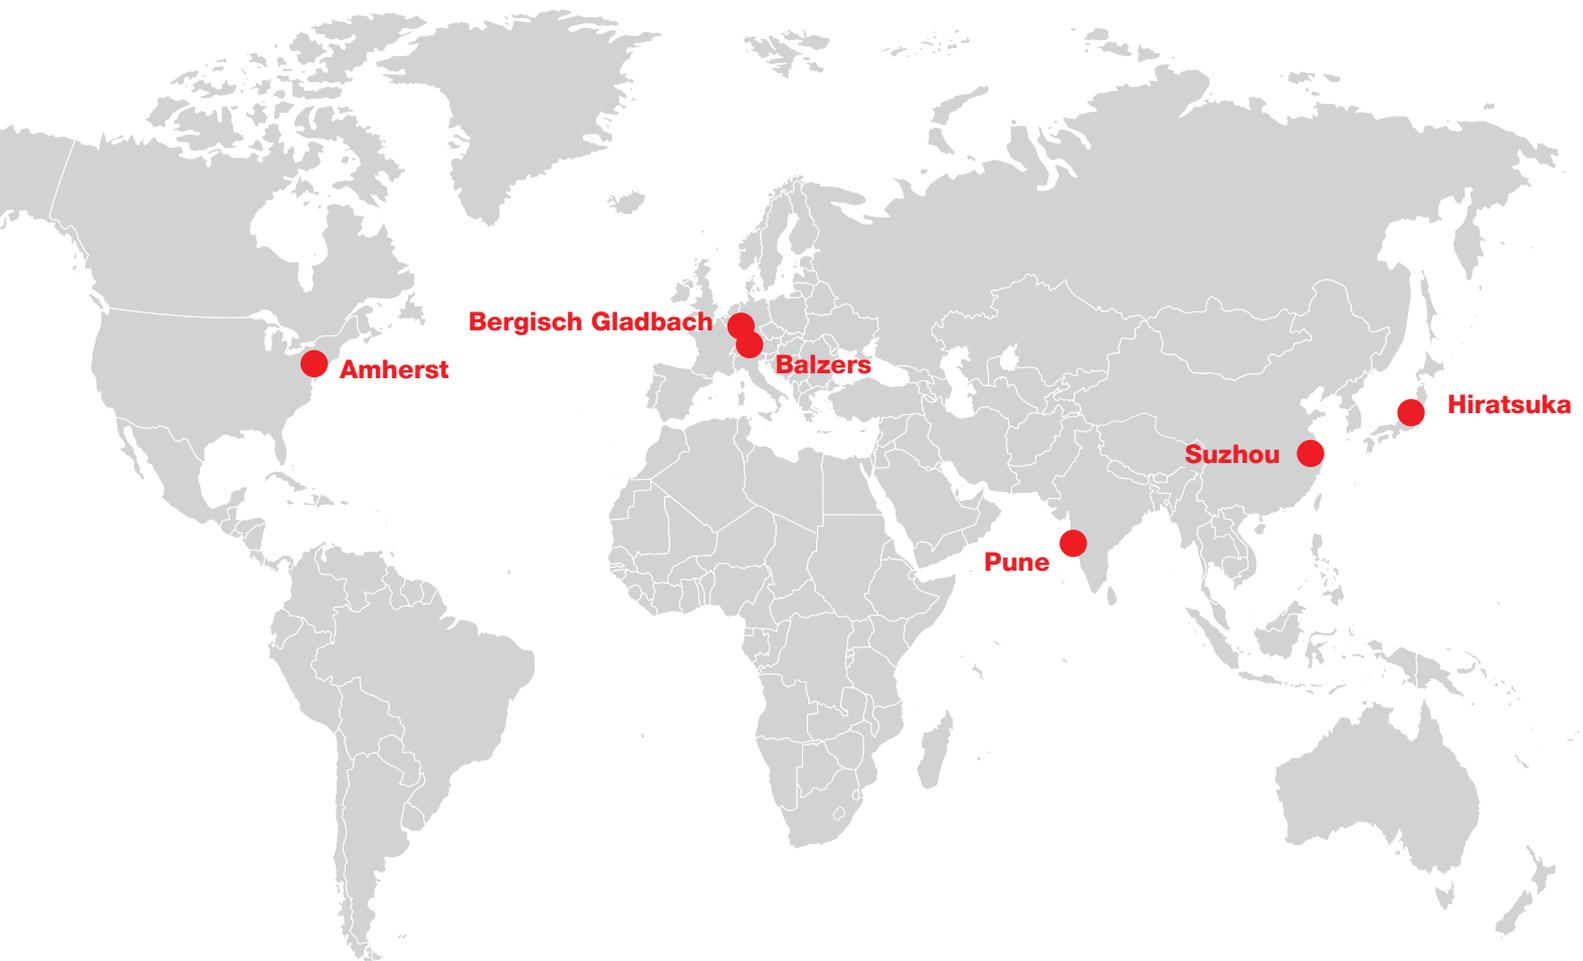 Bergisch Gladbach
Balzers
Amherst
Hiratsuka
Suzhou
Pune